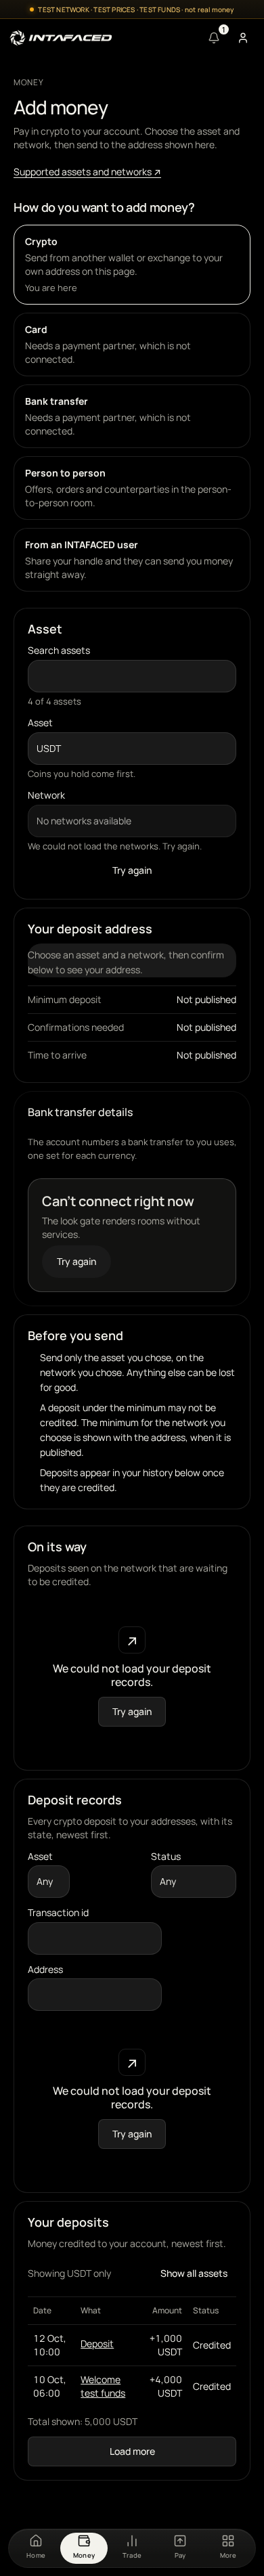 TEST NETWORK · TEST PRICES · TEST FUNDS · not real money
INTAFACED
1
MONEY
Add money
Pay in crypto to your account. Choose the asset and
network, then send to the address shown here.
Supported assets and networks ↗
How do you want to add money?
Crypto
Send from another wallet or exchange to your
own address on this page.
You are here
Card
Needs a payment partner, which is not
connected.
Bank transfer
Needs a payment partner, which is not
connected.
Person to person
Offers, orders and counterparties in the person-
to-person room.
From an INTAFACED user
Share your handle and they can send you money
straight away.
Asset
Search assets
4 of 4 assets
Asset
USDT
Coins you hold come first.
Network
No networks available
We could not load the networks. Try again.
Try again
Your deposit address
Choose an asset and a network, then confirm
below to see your address.
Minimum deposit Not published
Confirmations needed Not published
Time to arrive Not published
Bank transfer details
The account numbers a bank transfer to you uses,
one set for each currency.
Can't connect right now
The look gate renders rooms without
services.
Try again
Before you send
Send only the asset you chose, on the
network you chose. Anything else can be lost
for good.
A deposit under the minimum may not be
credited. The minimum for the network you
choose is shown with the address, when it is
published.
Deposits appear in your history below once
they are credited.
On its way
Deposits seen on the network that are waiting
to be credited.
We could not load your deposit
records.
Try again
Deposit records
Every crypto deposit to your addresses, with its
state, newest first.
Asset Status
Any Any
Transaction id
Address
We could not load your deposit
records.
Try again
Your deposits
Money credited to your account, newest first.
Showing USDT only Show all assets
Date What Amount Status
12 Oct, 10:00 Deposit +1,000 USDT Credited
10 Oct, 06:00 Welcome test funds +4,000 USDT Credited
Total shown: 5,000 USDT
Load more
Home Money Trade Pay More